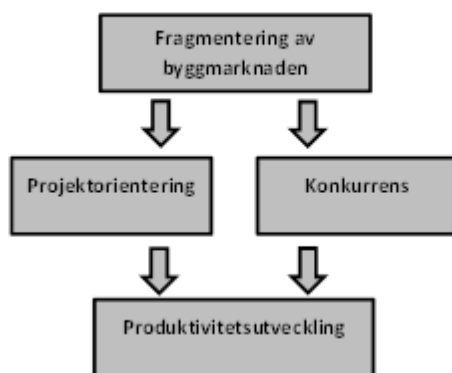 Fragmentering av
byggmarknaden
Projektorientering
Konkurrens
Produktivitetsutveckling